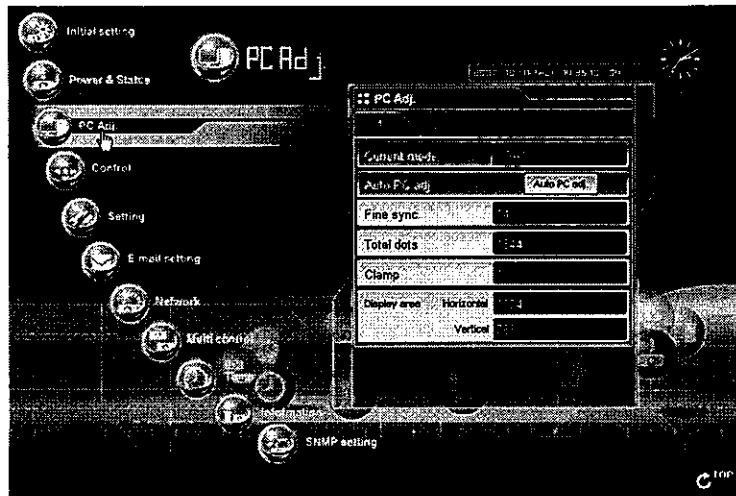 Initial setting
PC Adj.
Power & Status
PC Adj.
PC Adj.
Control
Current mode
Auto PC adj. Auto PC adj.
Setting
Fine sync.
Total dots 1344
E-mail setting
Clamp
Network
Display area Horizontal
Vertical
Multi control
Information
SNMP setting
TOP